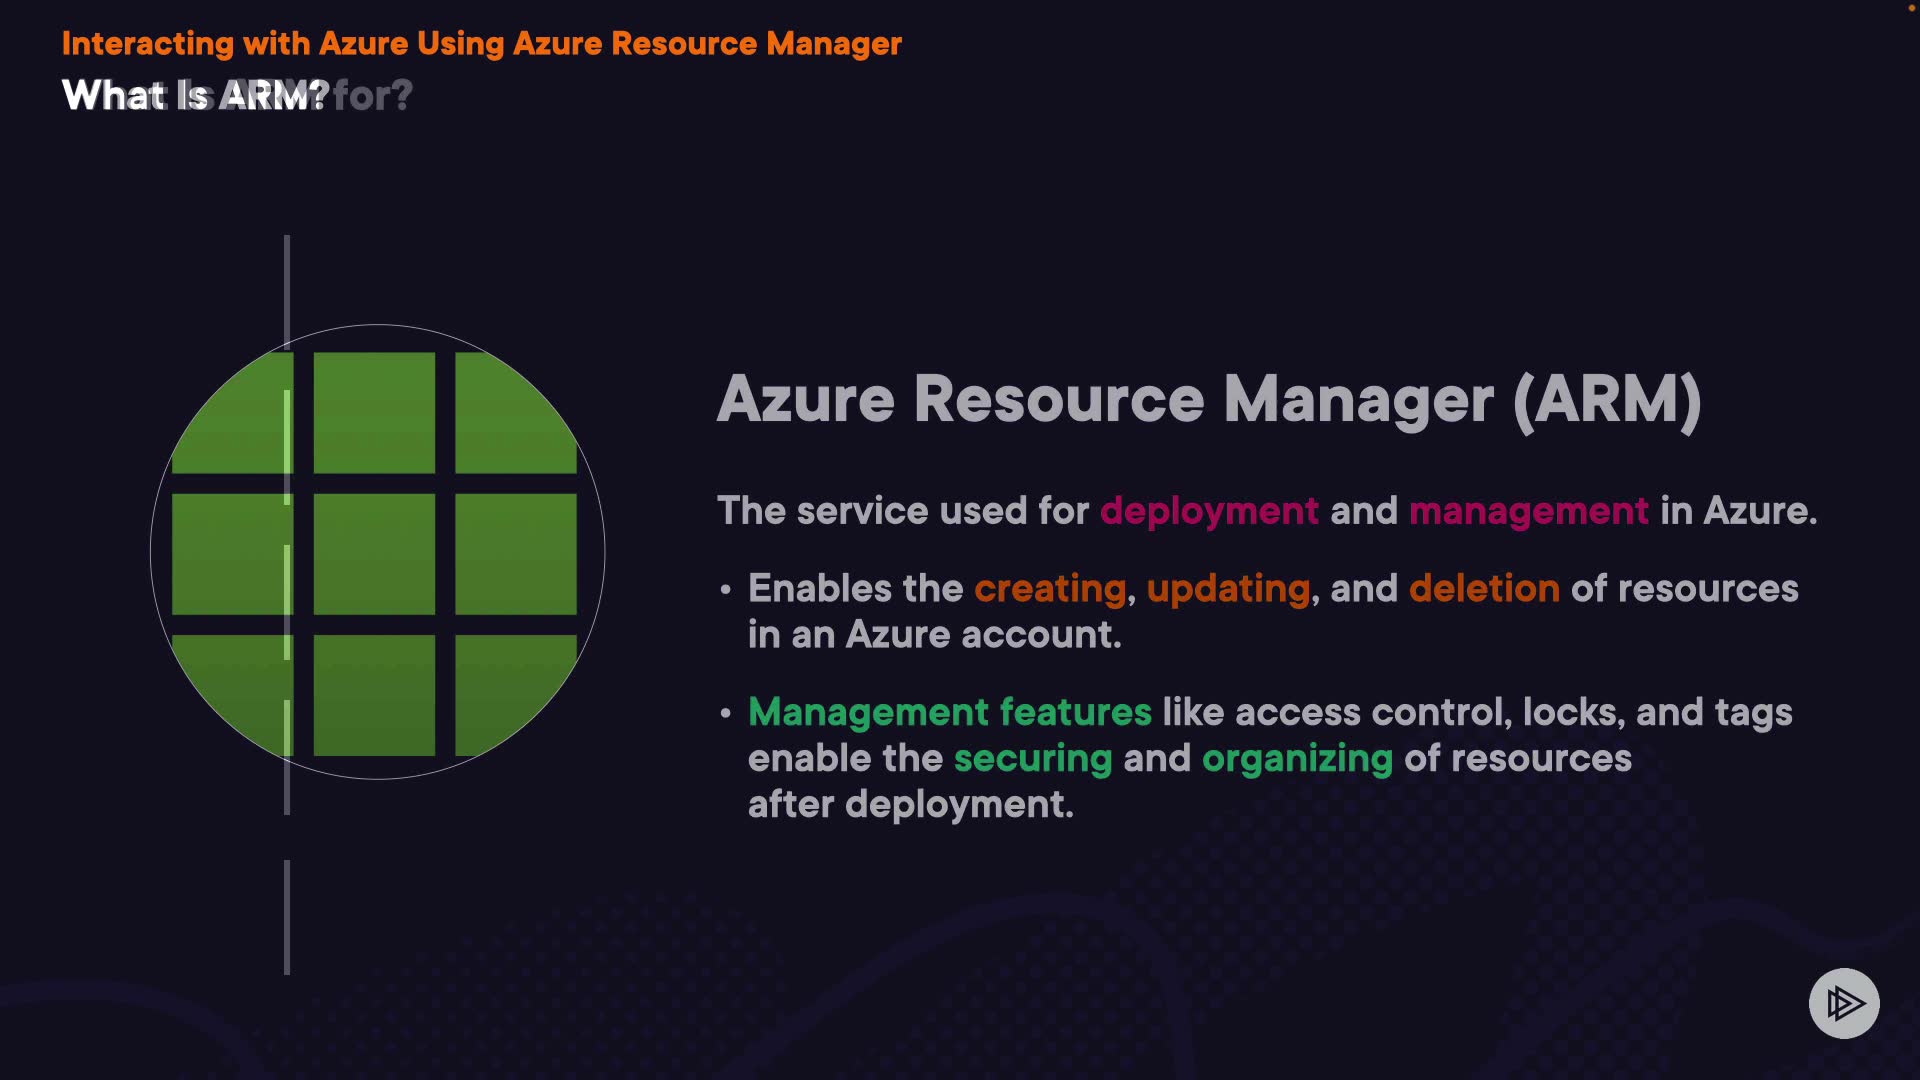 Interacting with Azure Using Azure Resource Manager
What Is ARM? for?
Azure Resource Manager (ARM)
The service used for deployment and management in Azure.
• Enables the creating, updating, and deletion of resources
in an Azure account.
• Management features like access control, locks, and tags
enable the securing and organizing of resources
after deployment.